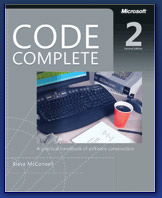 Microsoft
CODE
COMPLETE
2
Second Edition
A practical handbook of software construction
Steve McConnell